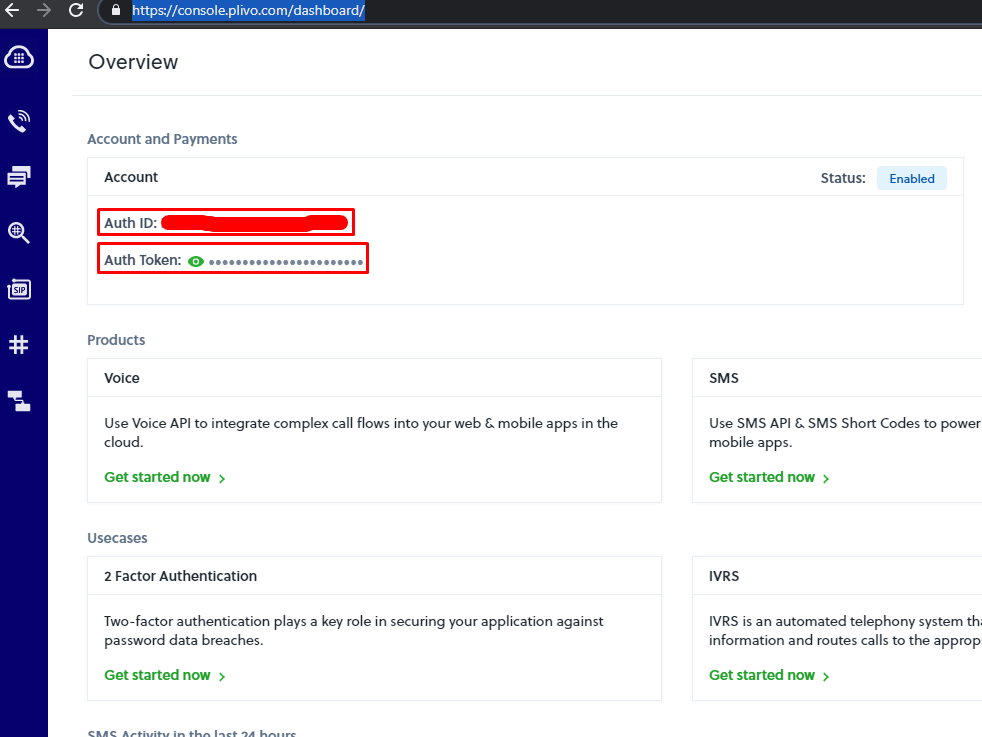 https://console.plivo.com/dashboard/
Overview
Account and Payments
Account
Status: Enabled
Auth ID:
Auth Token: ••••••••••••••••••••••
SIP
Products
Voice
Use Voice API to integrate complex call flows into your web & mobile apps in the
cloud.
Get started now
SMS
Use SMS API & SMS Short Codes to power
mobile apps.
Get started now
Usecases
2 Factor Authentication
Two-factor authentication plays a key role in securing your application against
password data breaches.
Get started now
IVRS
IVRS is an automated telephony system tha
information and routes calls to the approp
Get started now
SMS Activity in the last 24 hours